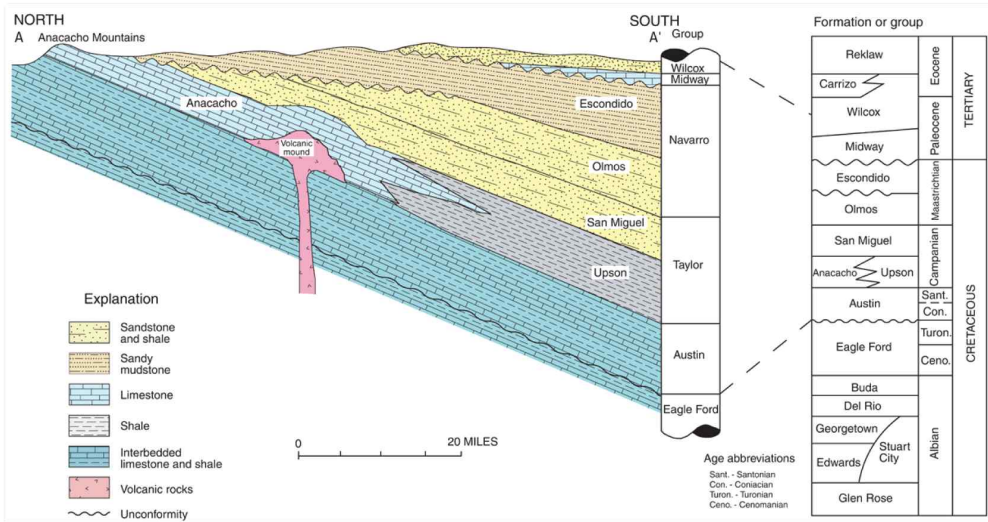 NORTH
A
Anacacho Mountains
SOUTH
A'
Group
Wilcox
Midway
Navarro
Taylor
Austin
Eagle Ford
Anacacho
Volcanic
mound
Escondido
Olmos
San Miguel
Upson
Explanation
Sandstone
and shale
Sandy
mudstone
Limestone
Shale
Interbedded
limestone and shale
Volcanic rocks
Unconformity
0
20 MILES
Formation or group
Reklaw
Carrizo
Wilcox
Midway
Escondido
Olmos
San Miguel
Anacacho
Upson
Austin
Eagle Ford
Buda
Del Rio
Georgetown
Edwards
Stuart
City
Glen Rose
Eocene
Paleocene
Maastrichtian
Campanian
Sant.
Con.
Turon.
Ceno.
Albian
TERTIARY
CRETACEOUS
Age abbreviations
Sant. - Santonian
Con. - Coniacian
Turon. - Turonian
Ceno. - Cenomanian